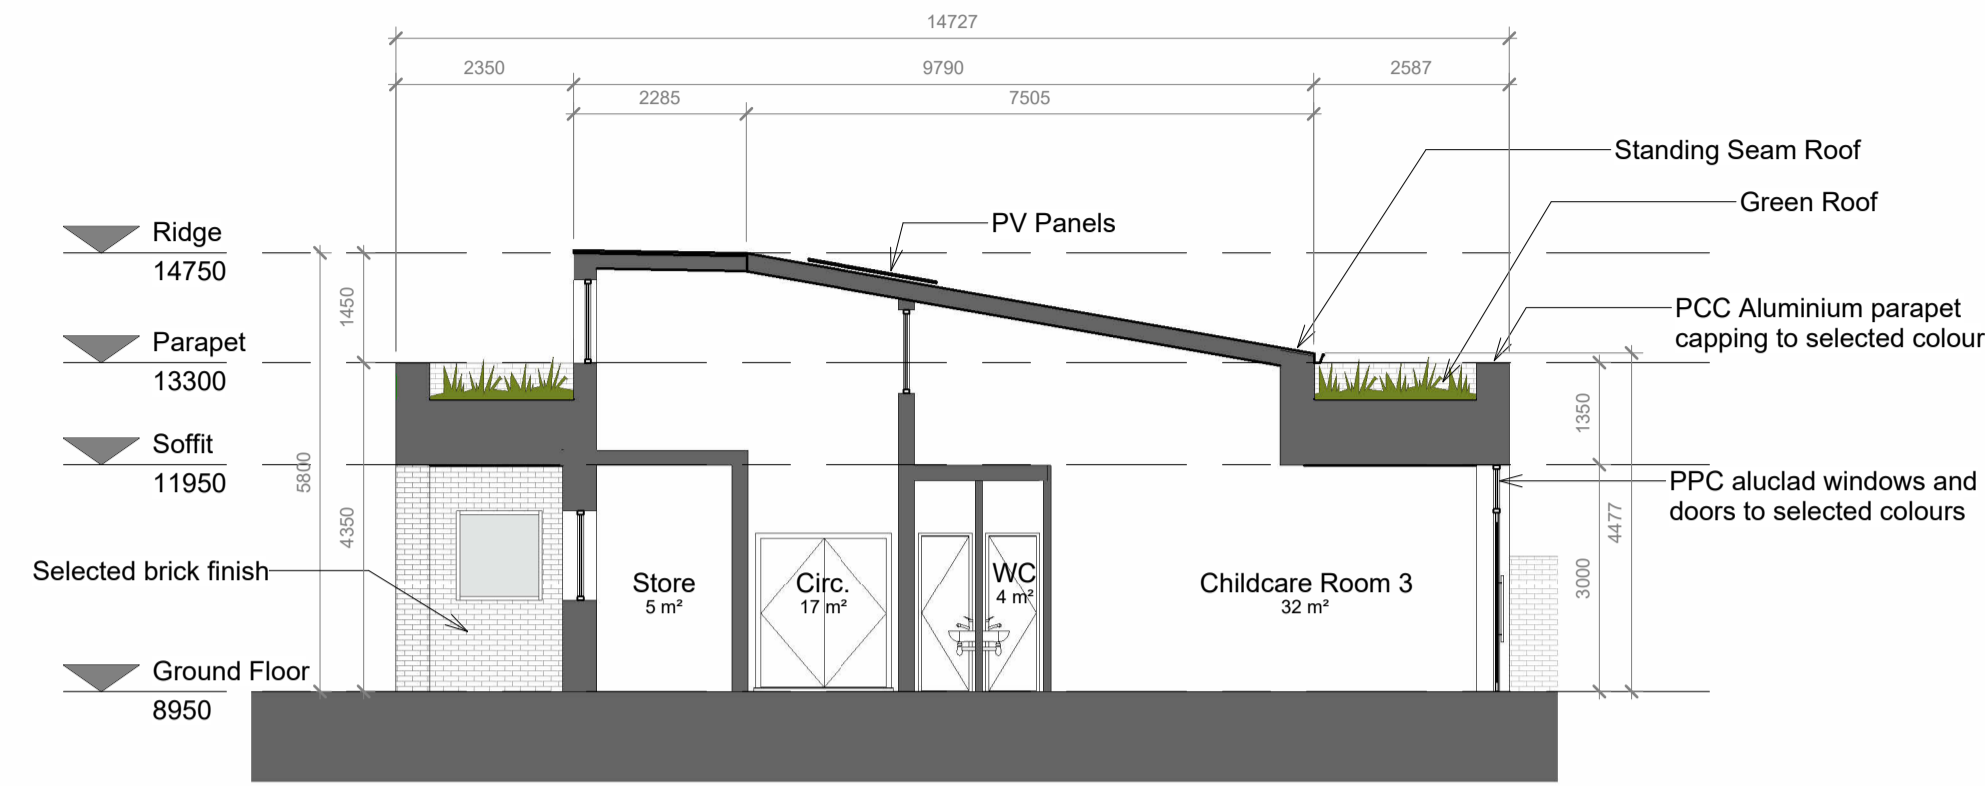 14727
2350
9790
2587
2285
7505
Standing Seam Roof
Green Roof
PV Panels
Ridge
14750
1450
Parapet
13300
PCC Aluminium parapet
capping to selected colour
1350
Soffit
11950
5800
4350
4477
PPC aluclad windows and
doors to selected colours
Selected brick finish
Store
5 m²
Circ.
17 m²
WC
4 m²
Childcare Room 3
32 m²
3000
Ground Floor
8950